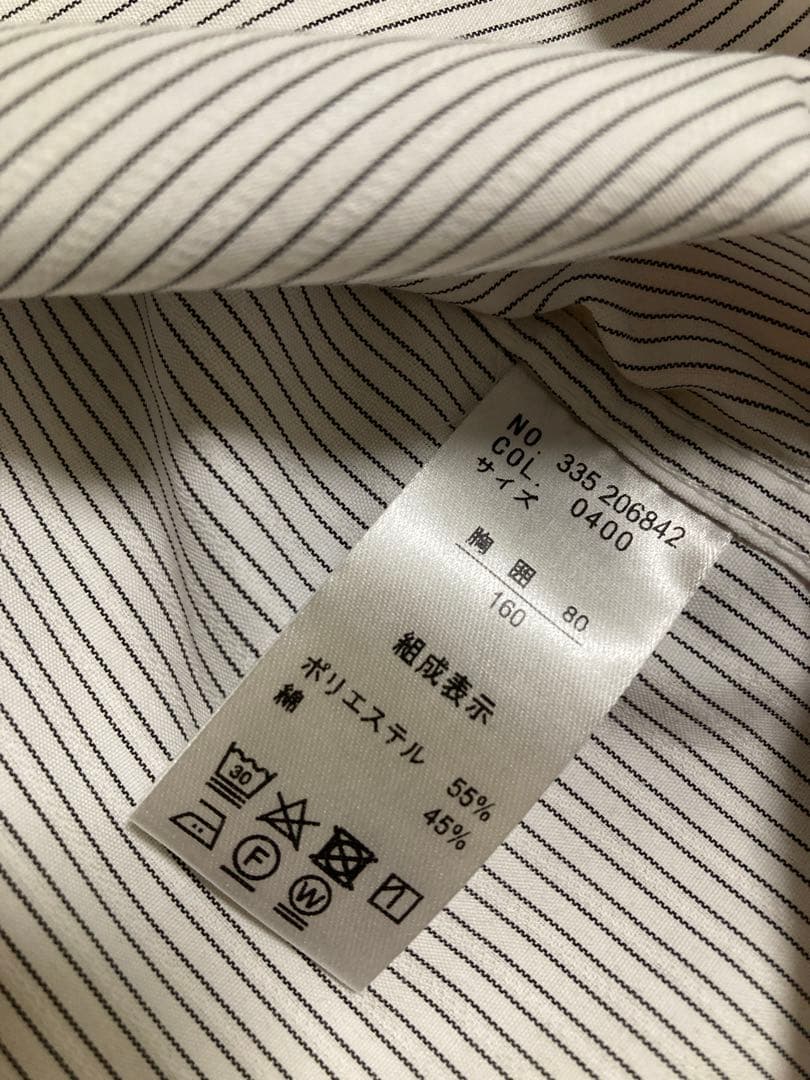 NO. 335 206842
COL. 0400
サイズ
胸囲 80
160
組成表示
ポリエステル 55%
綿 45%
30
F
W